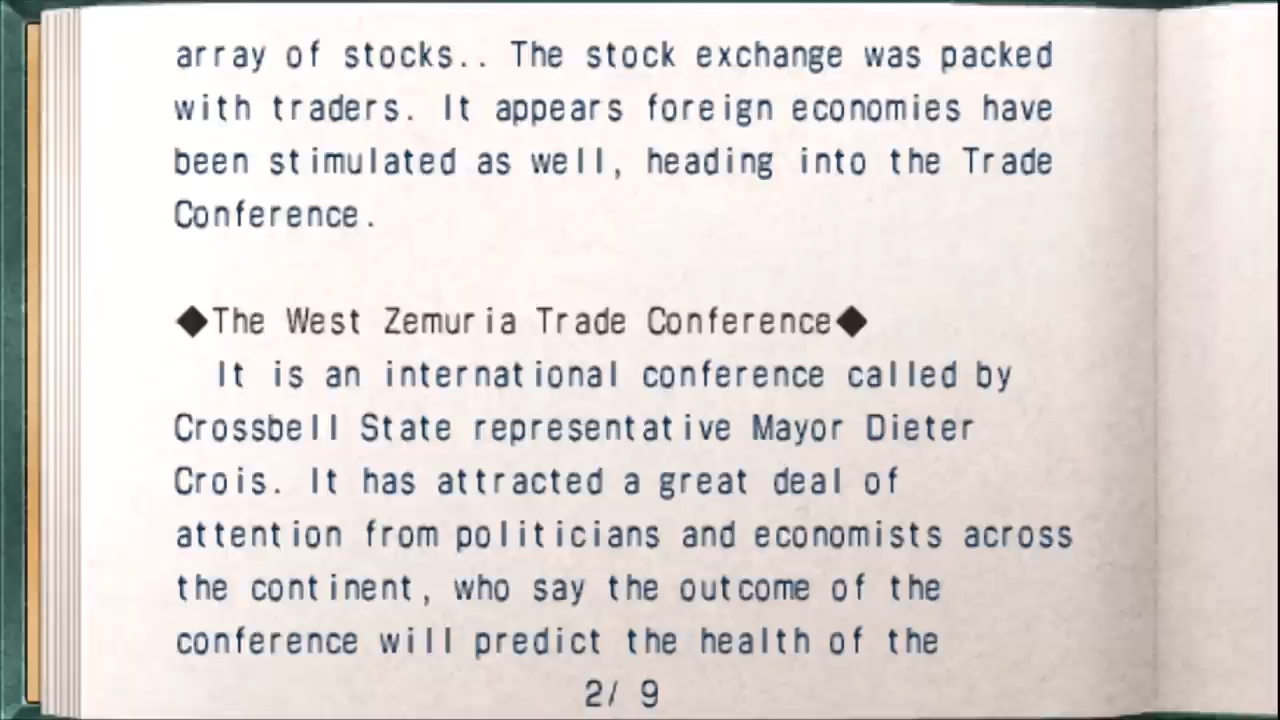 array of stocks.. The stock exchange was packed
with traders. It appears foreign economies have
been stimulated as well, heading into the Trade
Conference.
◆The West Zemuria Trade Conference◆
It is an international conference called by
Crossbell State representative Mayor Dieter
Crois. It has attracted a great deal of
attention from politicians and economists across
the continent, who say the outcome of the
conference will predict the health of the
2/ 9